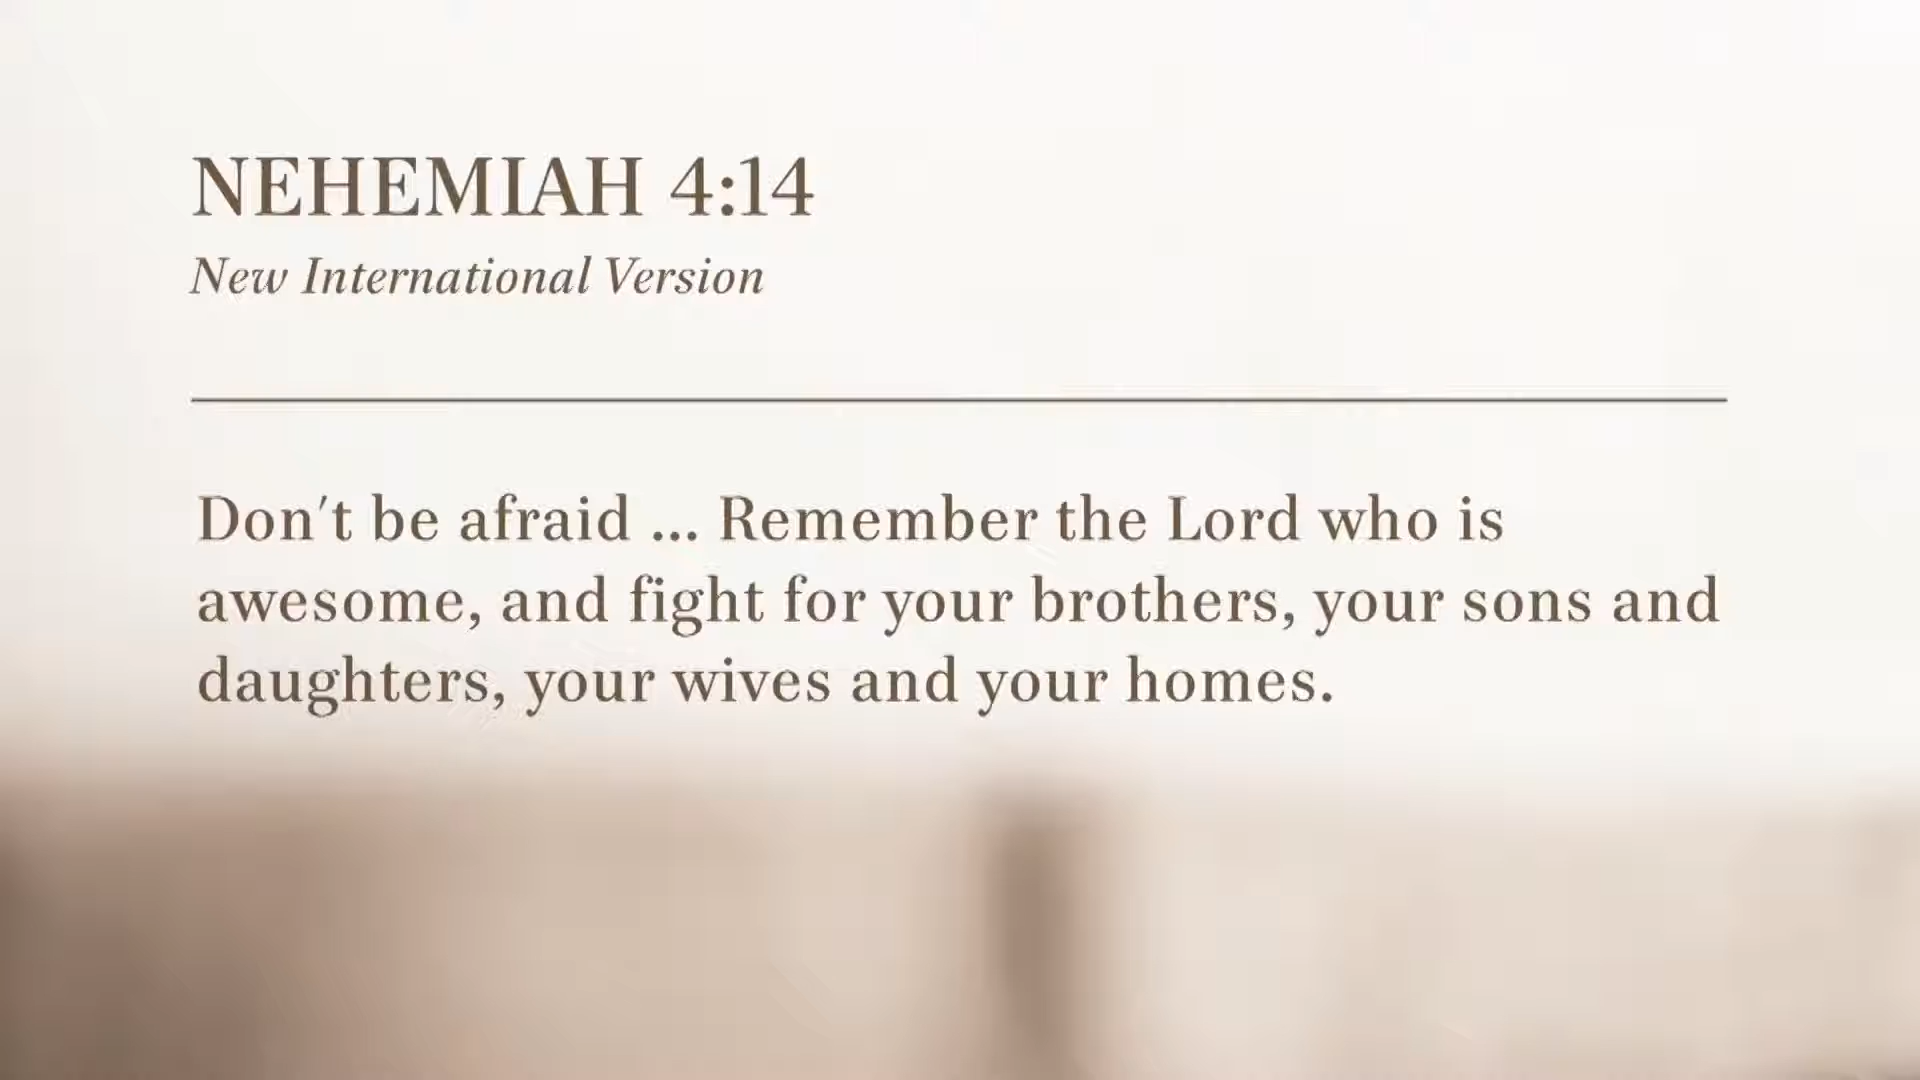 NEHEMIAH 4:14
New International Version
Don't be afraid ... Remember the Lord who is
awesome, and fight for your brothers, your sons and
daughters, your wives and your homes.